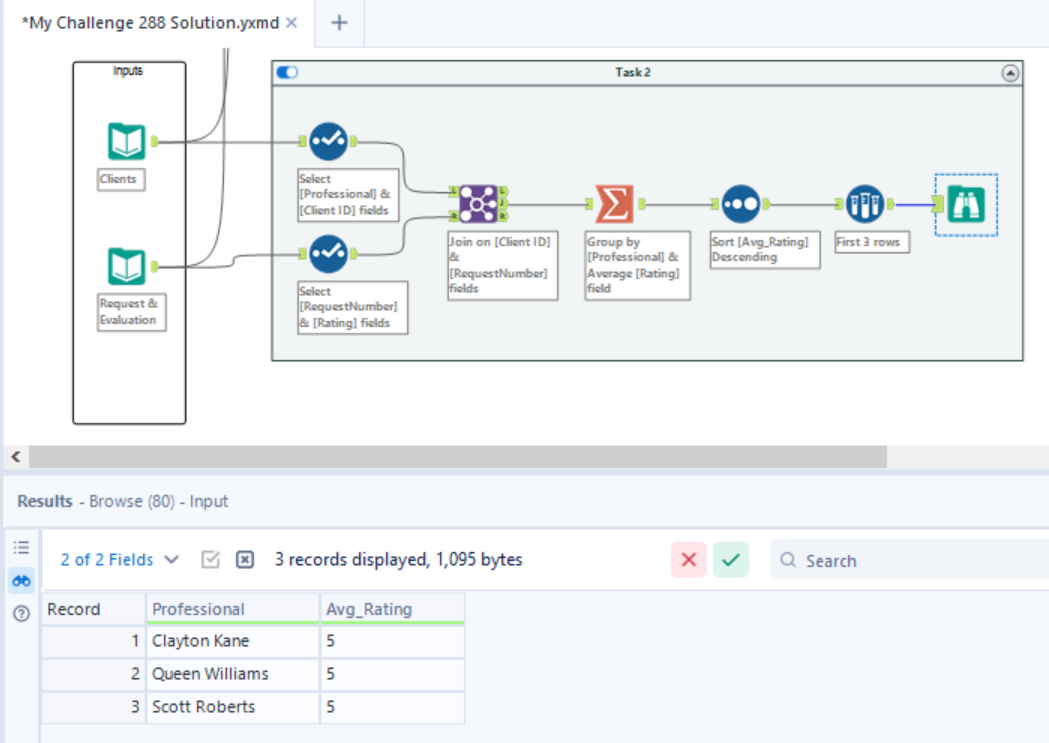 *My Challenge 288 Solution.yxmd
Inputs
Clients
Request &
Evaluation
Task 2
Select
[Professional] &
[Client ID] fields
Select
[RequestNumber]
& [Rating] fields
L
R
L
J
R
Join on [Client ID]
&
[RequestNumber]
fields
Group by
[Professional] &
Average [Rating]
field
Sort [Avg_Rating]
Descending
First 3 rows
Results - Browse (80) - Input
2 of 2 Fields
3 records displayed, 1,095 bytes
Search
Record Professional Avg_Rating
1 Clayton Kane 5
2 Queen Williams 5
3 Scott Roberts 5